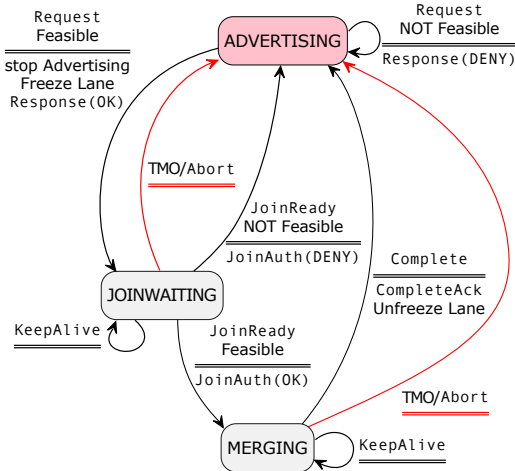 Request
Feasible
stop Advertising
Freeze Lane
Response(OK)
ADVERTISING
Request
NOT Feasible
Response(DENY)
TMO/Abort
JoinReady
NOT Feasible
JoinAuth(DENY)
Complete
CompleteAck
Unfreeze Lane
JOINWAITING
KeepAlive
JoinReady
Feasible
JoinAuth(OK)
TMO/Abort
MERGING
KeepAlive